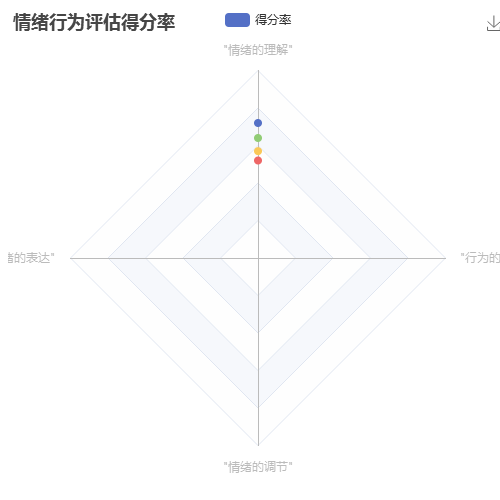 情绪行为评估得分率
得分率
"情绪的理解"
绪的表达"
"行为的
"情绪的调节"